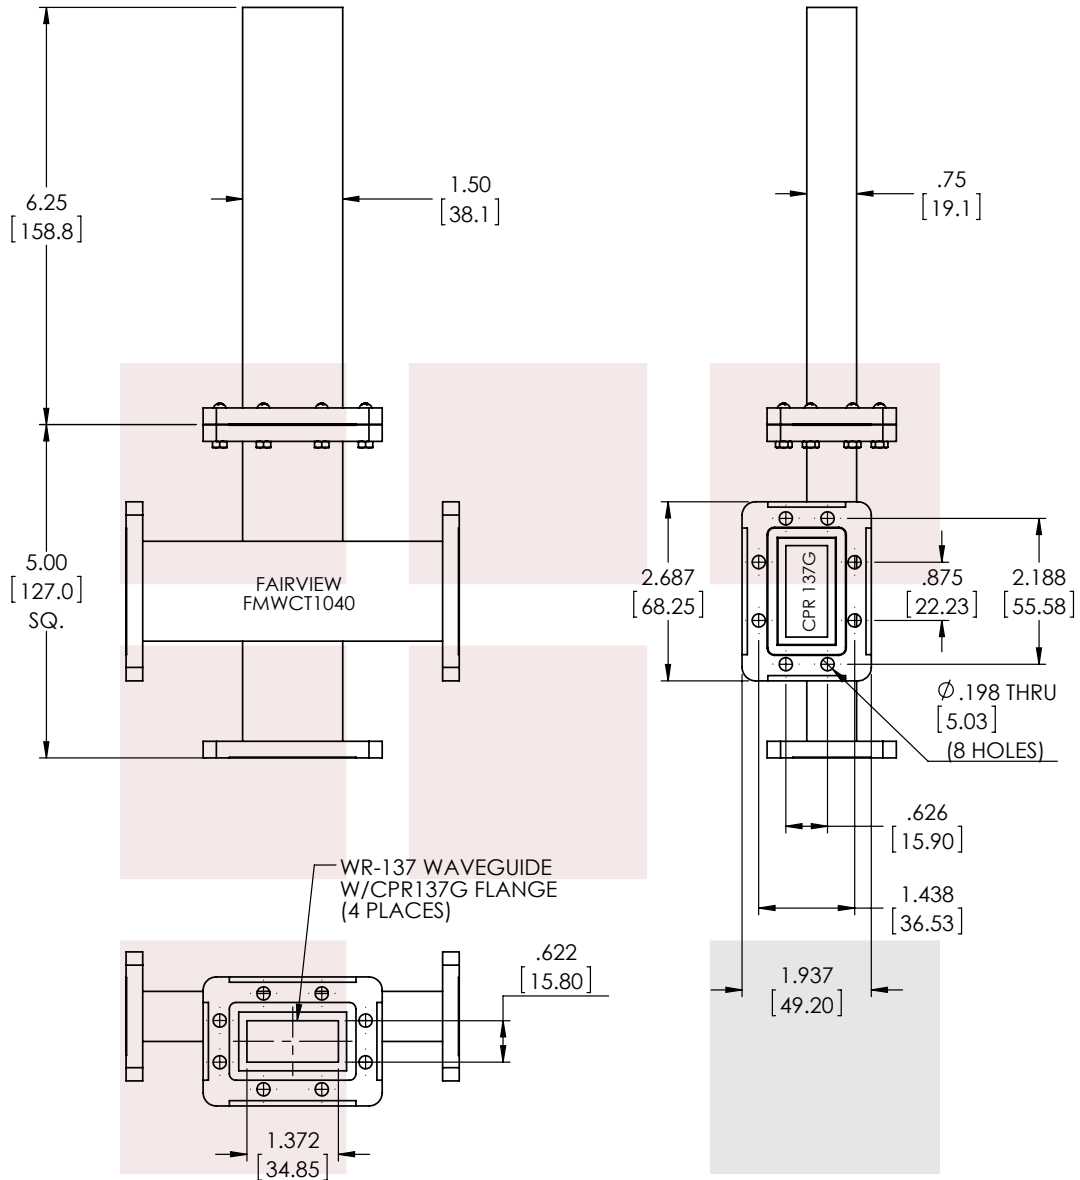 6.25
[158.8]
1.50
[38.1]
.75
[19.1]
5.00
[127.0]
SQ.
FAIRVIEW
FMWCT1040
2.687
[68.25]
CPR 137G
.875
[22.23]
2.188
[55.58]
Ø .198 THRU
[5.03]
(8 HOLES)
.626
[15.90]
1.438
[36.53]
1.937
[49.20]
WR-137 WAVEGUIDE
W/CPR137G FLANGE
(4 PLACES)
.622
[15.80]
1.372
[34.85]